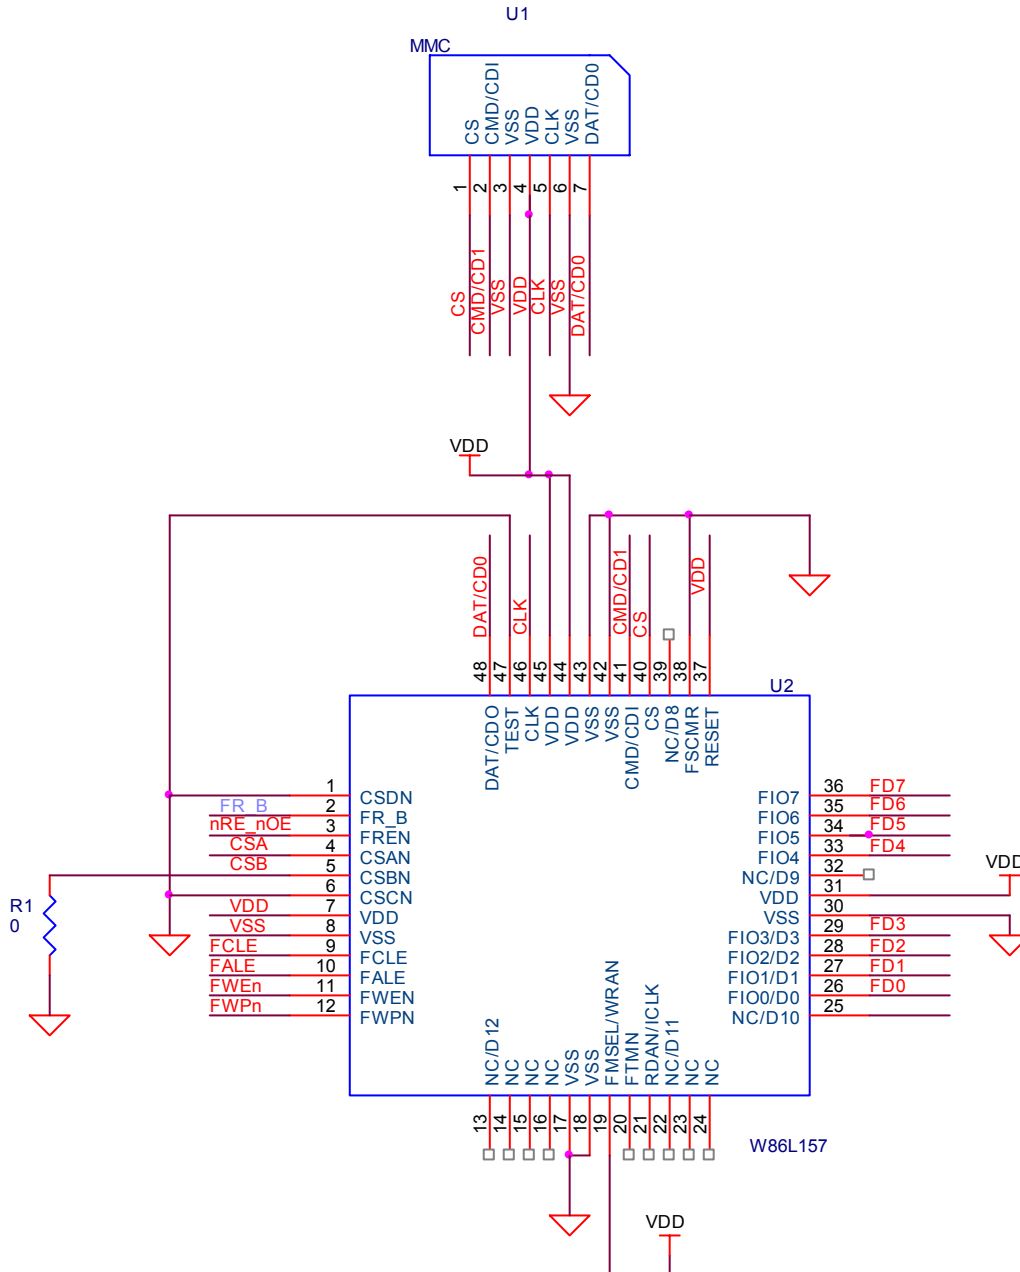 U1
MMC
CS
CMD/CDI
VSS
VDD
CLK
VSS
DAT/CD0
1
2
3
4
5
6
7
CS
CMD/CD1
VSS
VDD
CLK
VSS
DAT/CD0
VDD
DAT/CD0
CLK
CMD/CD1
CS
VDD
48
47
46
45
44
43
42
41
40
39
38
37
U2
DAT/CDO
TEST
CLK
VDD
VDD
VSS
VSS
CMD/CDI
CS
NC/D8
FSCMR
RESET
1 CSDN
FR_B 2 FR_B
nRE_nOE 3 FREN
CSA 4 CSAN
CSB 5 CSBN
6 CSCN
VDD 7 VDD
VSS 8 VSS
FCLE 9 FCLE
FALE 10 FALE
FWEn 11 FWEN
FWPn 12 FWPN
R1
0
FIO7 36 FD7
FIO6 35 FD6
FIO5 34 FD5
FIO4 33 FD4
NC/D9 32
VDD
VDD 31
VSS 30
FIO3/D3 29 FD3
FIO2/D2 28 FD2
FIO1/D1 27 FD1
FIO0/D0 26 FD0
NC/D10 25
NC/D12
NC
NC
NC
VSS
VSS
FMSEL/WRAN
FTMN
RDAN/ICLK
NC/D11
NC
NC
13
14
15
16
17
18
19
20
21
22
23
24
W86L157
VDD